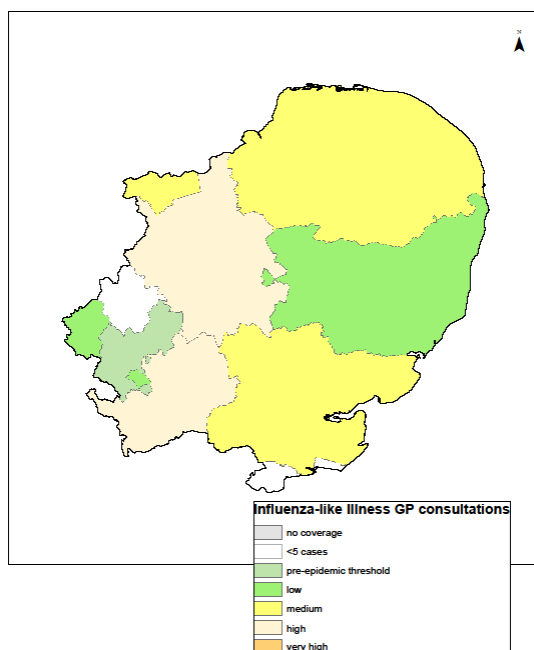 N
Influenza-like Illness GP consultations
no coverage
<5 cases
pre-epidemic threshold
low
medium
high
very high